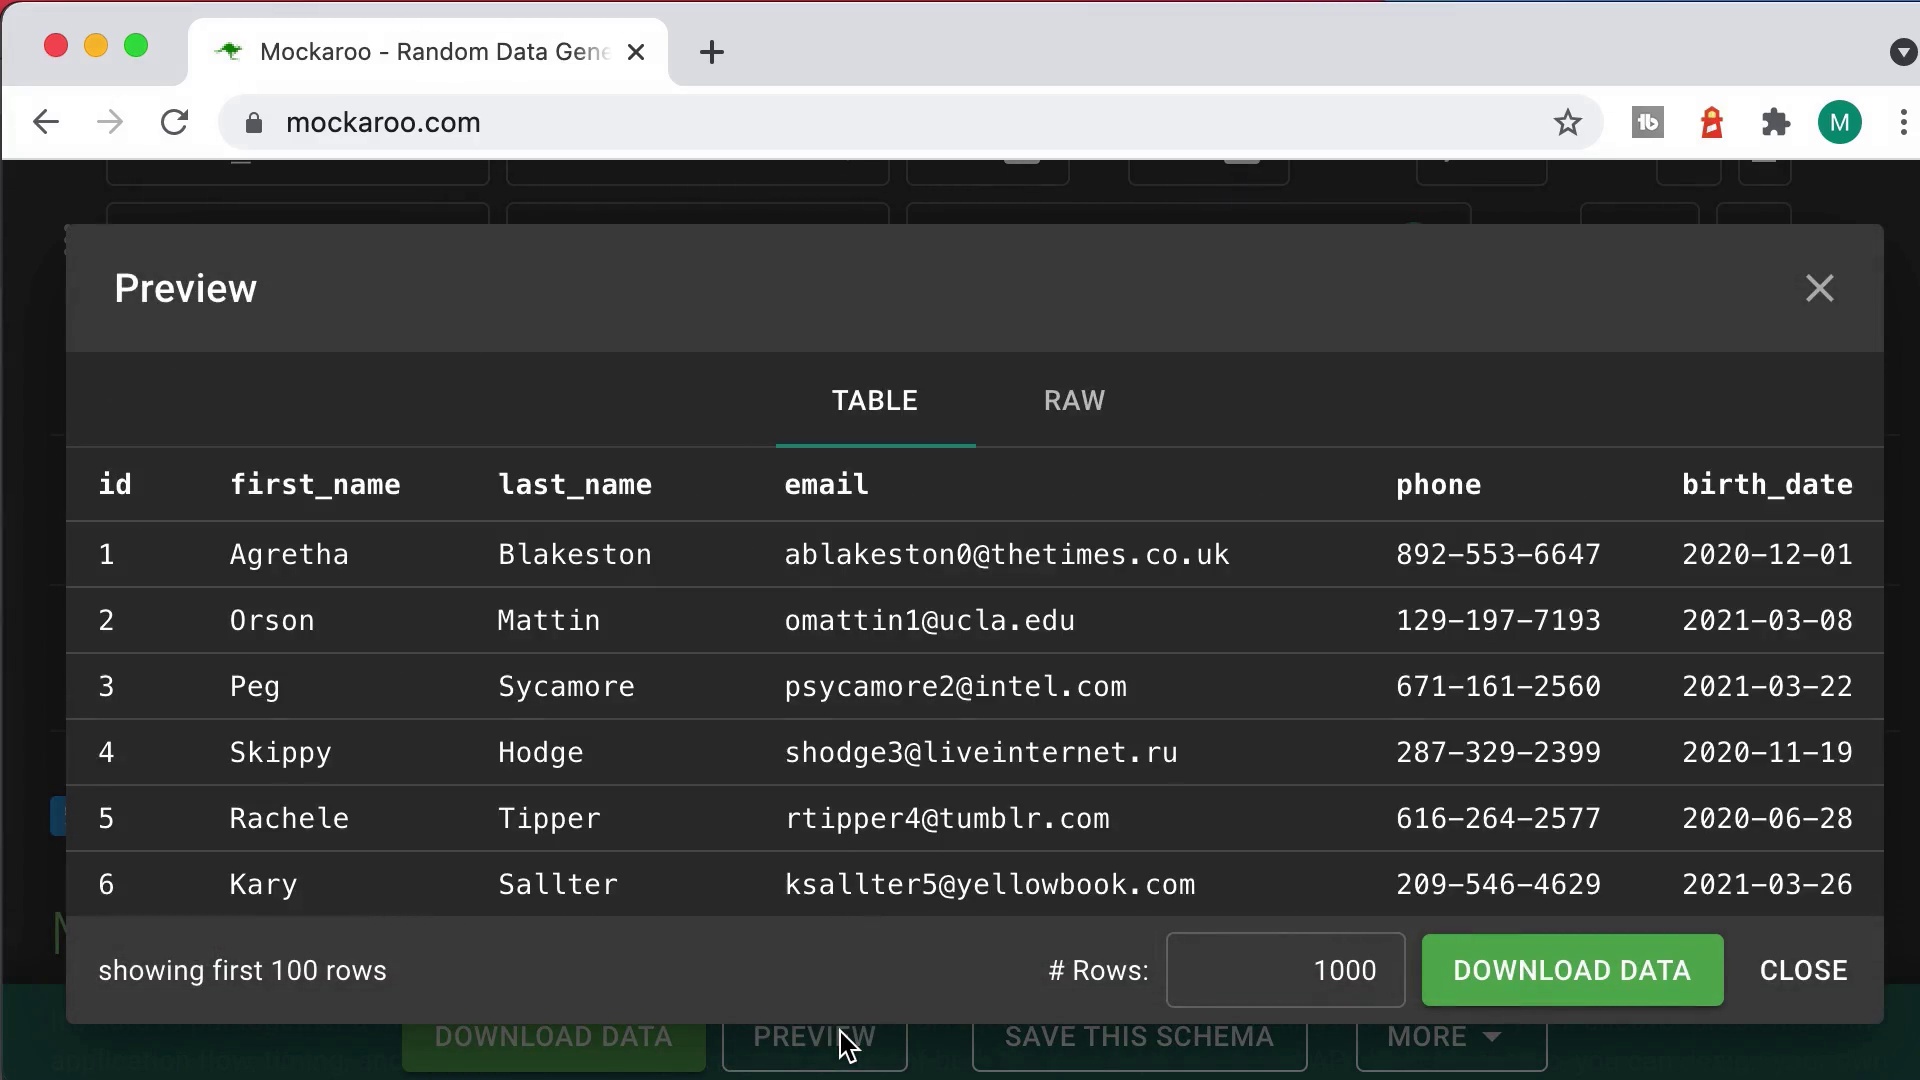 Mockaroo - Random Data Gene
mockaroo.com
M
Preview
TABLE RAW
id first_name last_name email phone birth_date
1 Agretha Blakeston ablakeston0@thetimes.co.uk 892-553-6647 2020-12-01
2 Orson Mattin omattin1@ucla.edu 129-197-7193 2021-03-08
3 Peg Sycamore psycamore2@intel.com 671-161-2560 2021-03-22
4 Skippy Hodge shodge3@liveinternet.ru 287-329-2399 2020-11-19
5 Rachele Tipper rtipper4@tumblr.com 616-264-2577 2020-06-28
6 Kary Sallter ksallter5@yellowbook.com 209-546-4629 2021-03-26
showing first 100 rows # Rows: 1000 DOWNLOAD DATA CLOSE
DOWNLOAD DATA PREVIEW SAVE THIS SCHEMA MORE